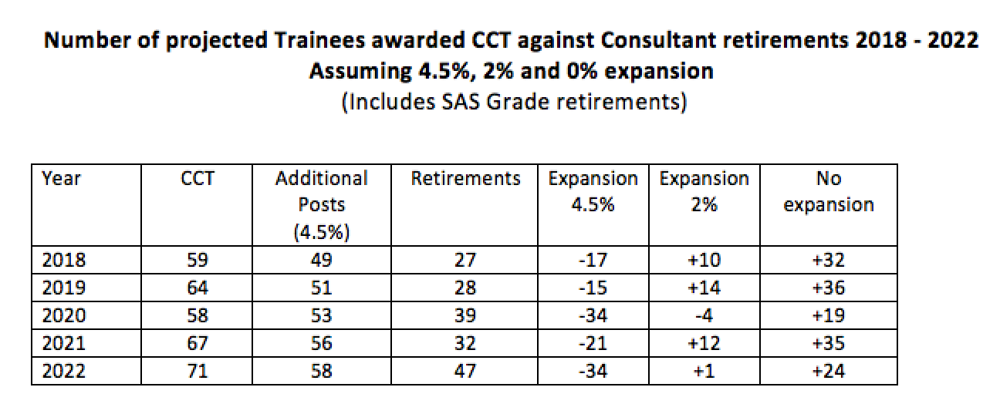 Number of projected Trainees awarded CCT against Consultant retirements 2018 - 2022
Assuming 4.5%, 2% and 0% expansion
(Includes SAS Grade retirements)
Year CCT Additional Posts (4.5%) Retirements Expansion 4.5% Expansion 2% No expansion
2018 59 49 27 -17 +10 +32
2019 64 51 28 -15 +14 +36
2020 58 53 39 -34 -4 +19
2021 67 56 32 -21 +12 +35
2022 71 58 47 -34 +1 +24